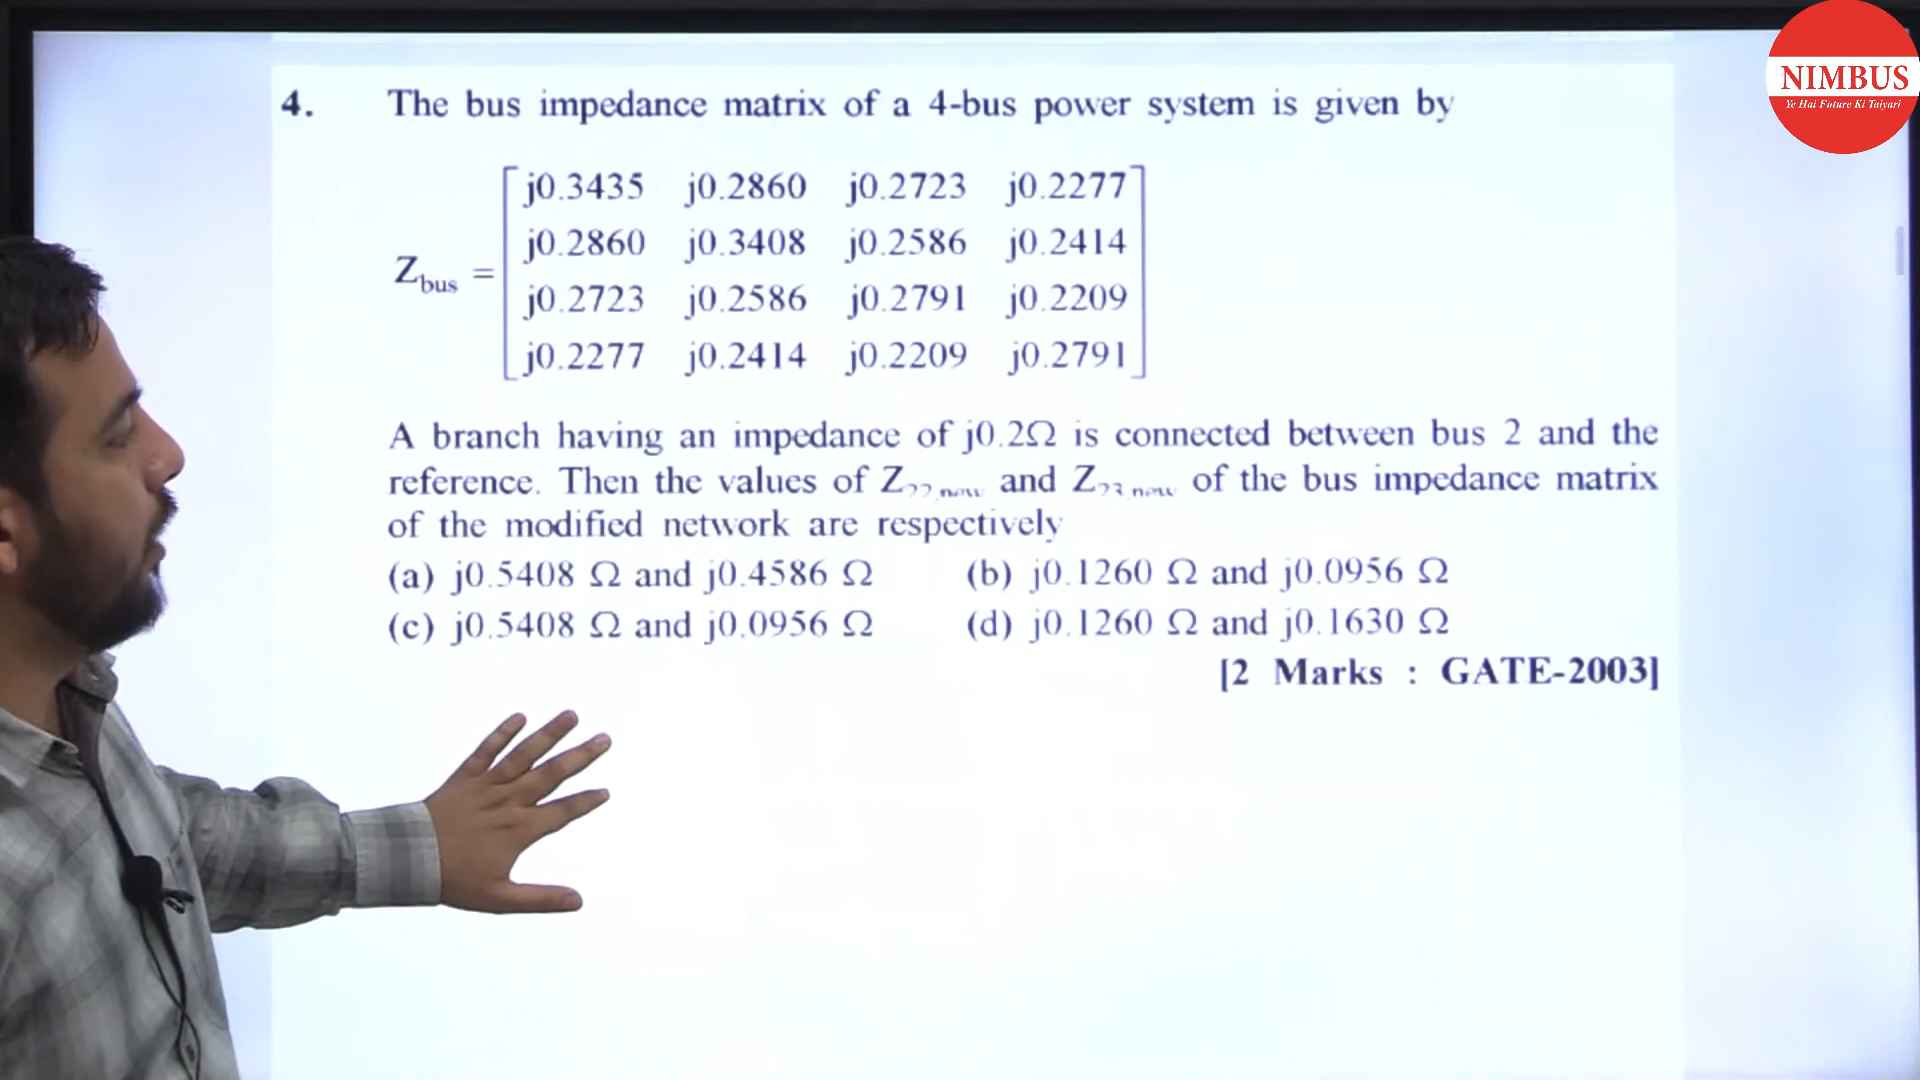 NIMBUS
Ye Hai Future Ki Taiyari
4. The bus impedance matrix of a 4-bus power system is given by
j0.3435 j0.2860 j0.2723 j0.2277
j0.2860 j0.3408 j0.2586 j0.2414
Zbus =
j0.2723 j0.2586 j0.2791 j0.2209
j0.2277 j0.2414 j0.2209 j0.2791
A branch having an impedance of j0.2Ω is connected between bus 2 and the
reference. Then the values of Z22,new and Z23,new of the bus impedance matrix
of the modified network are respectively
(a) j0.5408 Ω and j0.4586 Ω (b) j0.1260 Ω and j0.0956 Ω
(c) j0.5408 Ω and j0.0956 Ω (d) j0.1260 Ω and j0.1630 Ω
[2 Marks : GATE-2003]